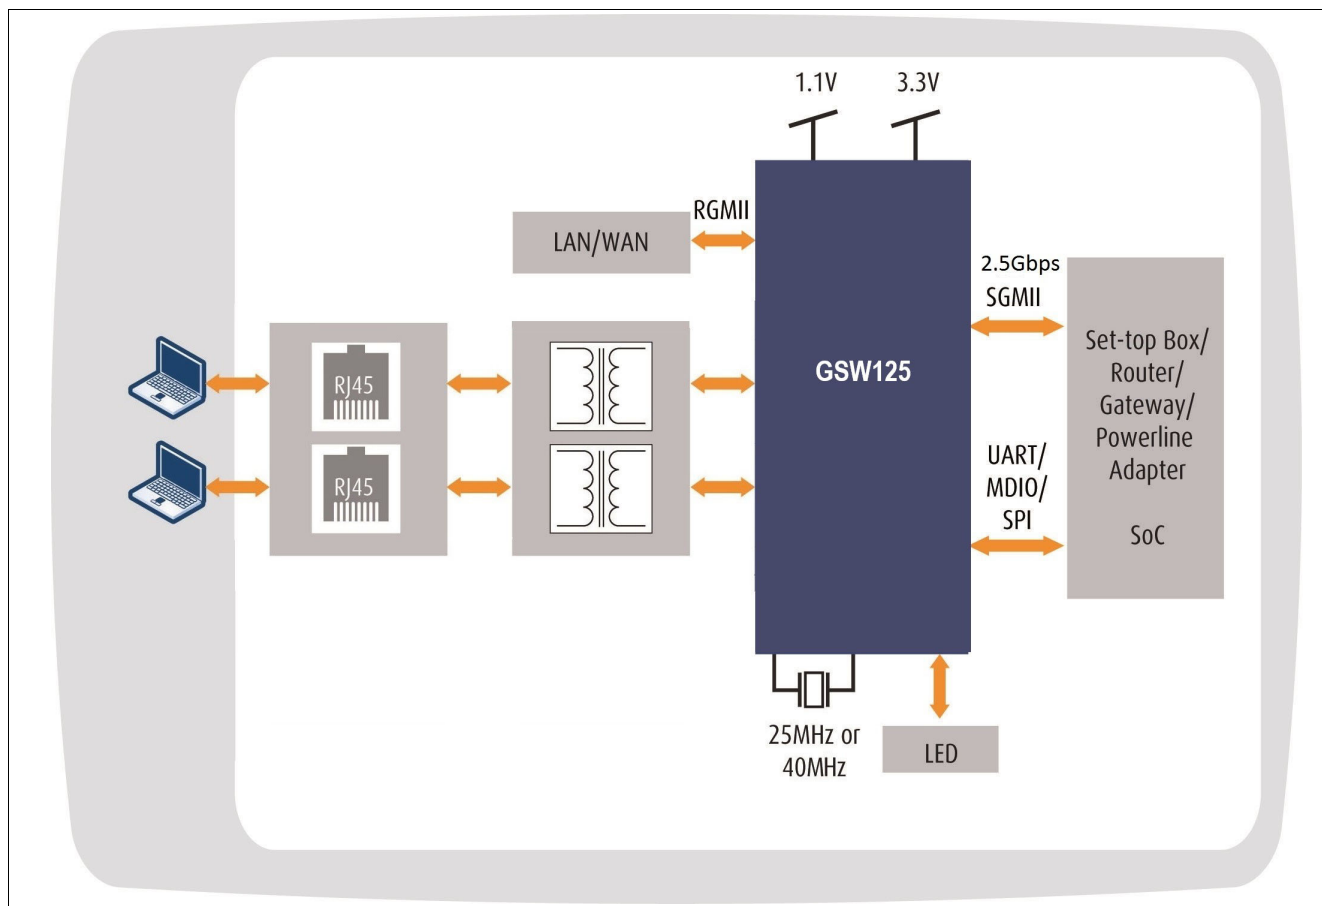 1.1V
3.3V
RGMII
LAN/WAN
2.5Gbps
SGMII
Set-top Box/
Router/
Gateway/
Powerline
Adapter
SoC
GSW125
RJ45
RJ45
UART/
MDIO/
SPI
25MHz or
40MHz
LED